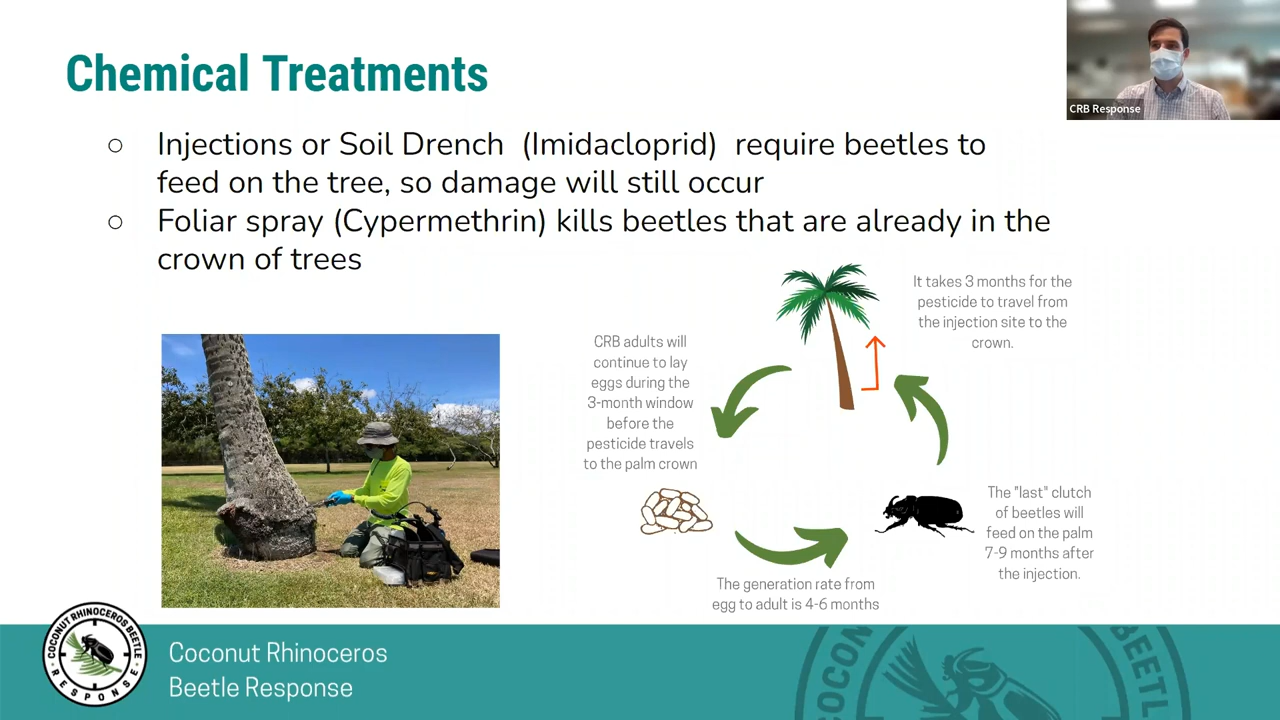 Chemical Treatments
CRB Response
○ Injections or Soil Drench (Imidacloprid) require beetles to
feed on the tree, so damage will still occur
○ Foliar spray (Cypermethrin) kills beetles that are already in the
crown of trees
It takes 3 months for the
pesticide to travel from
the injection site to the
crown.
CRB adults will
continue to lay
eggs during the
3-month window
before the
pesticide travels
to the palm crown
The "last" clutch
of beetles will
feed on the palm
7-9 months after
the injection.
The generation rate from
egg to adult is 4-6 months
COCONUT RHINOCEROS BEETLE
RESPONSE
Coconut Rhinoceros
Beetle Response
COCON
BEETLE